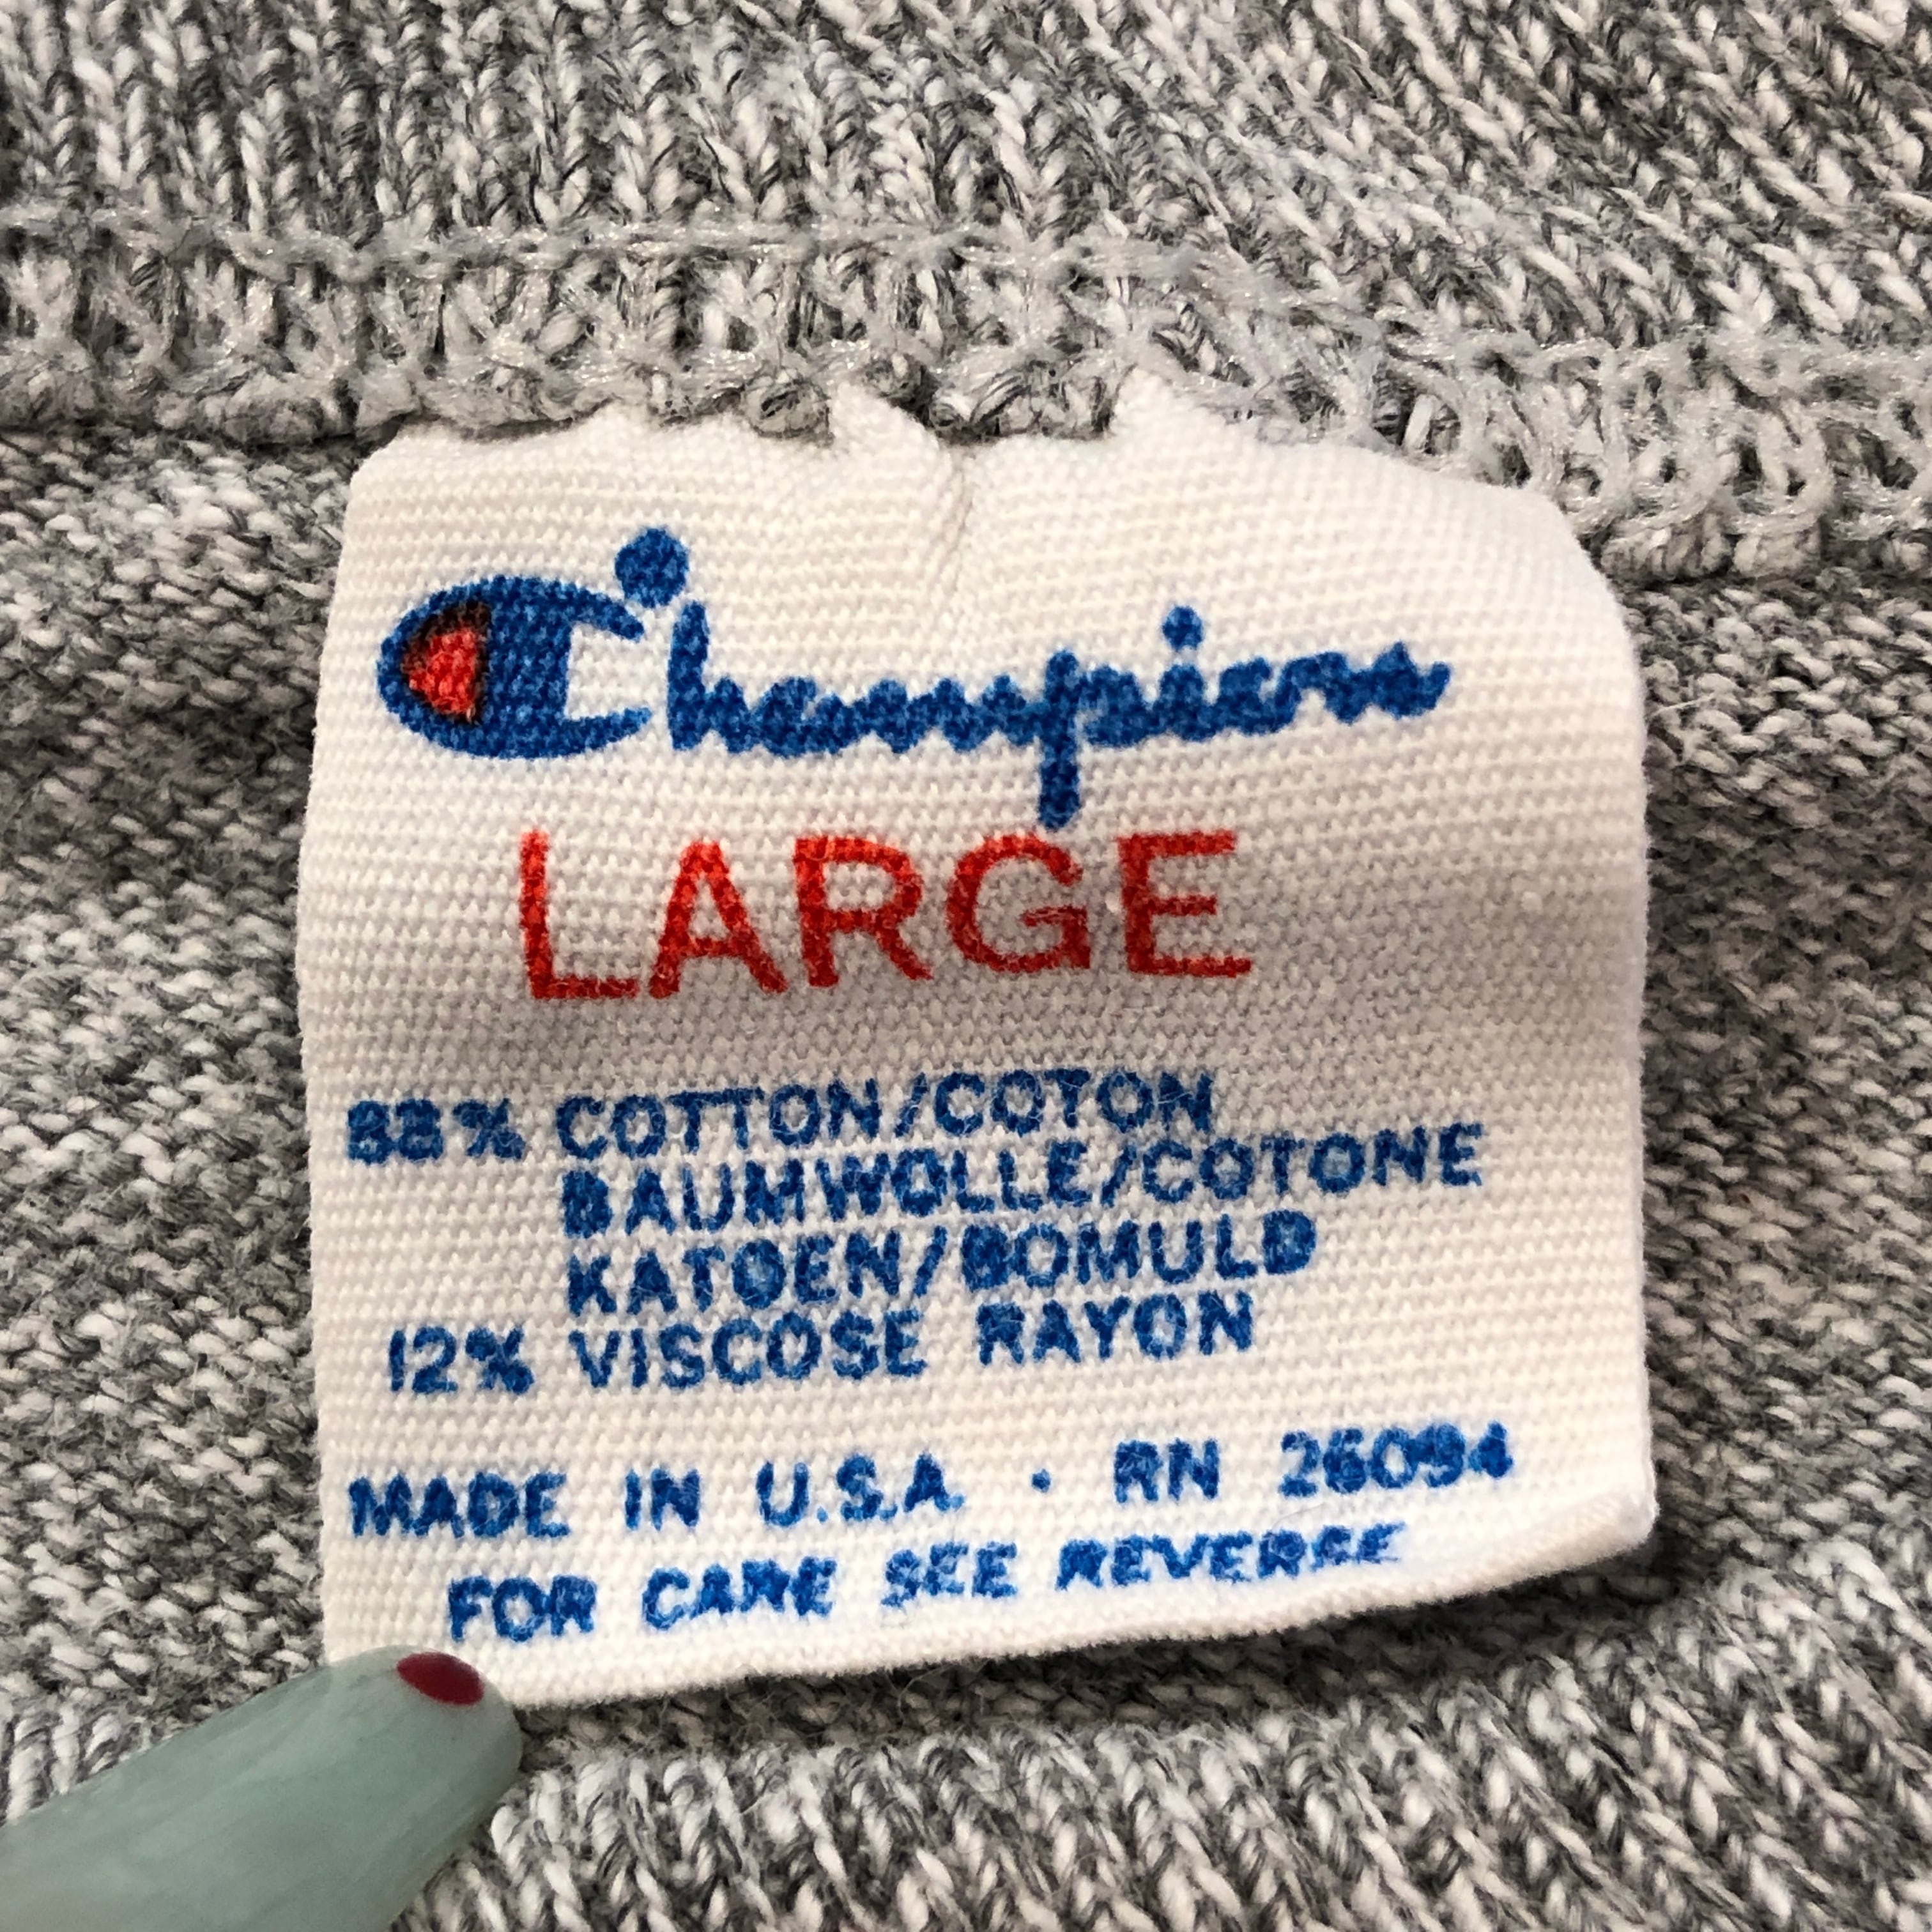 Champion
LARGE
88% COTTON/COTON
BAUMWOLLE/COTONE
KATOEN/BOMULD
12% VISCOSE RAYON
MADE IN U.S.A. · RN 26094
FOR CARE SEE REVERSE